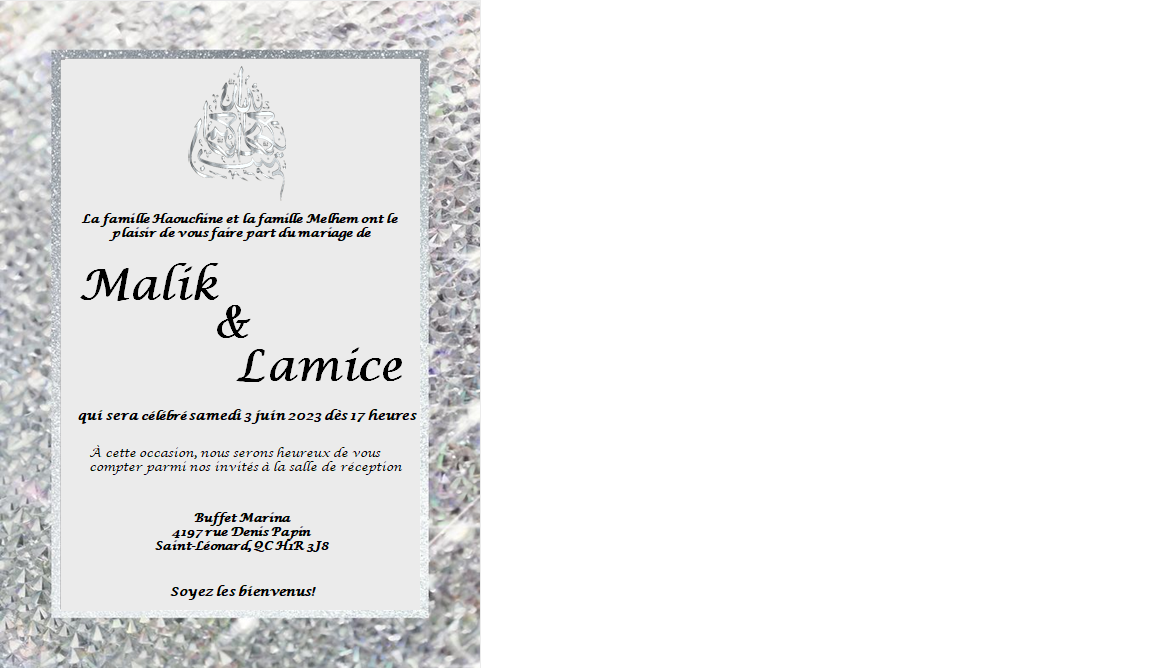 La famille Haouchine et la famille Melhem ont le
plaisir de vous faire part du mariage de
Malik
&
Lamice
qui sera célébré samedi 3 juin 2023 dès 17 heures
À cette occasion, nous serons heureux de vous
compter parmi nos invités à la salle de réception
Buffet Marina
4197 rue Denis Papin
Saint-Léonard, QC H1R 3J8
Soyez les bienvenus!